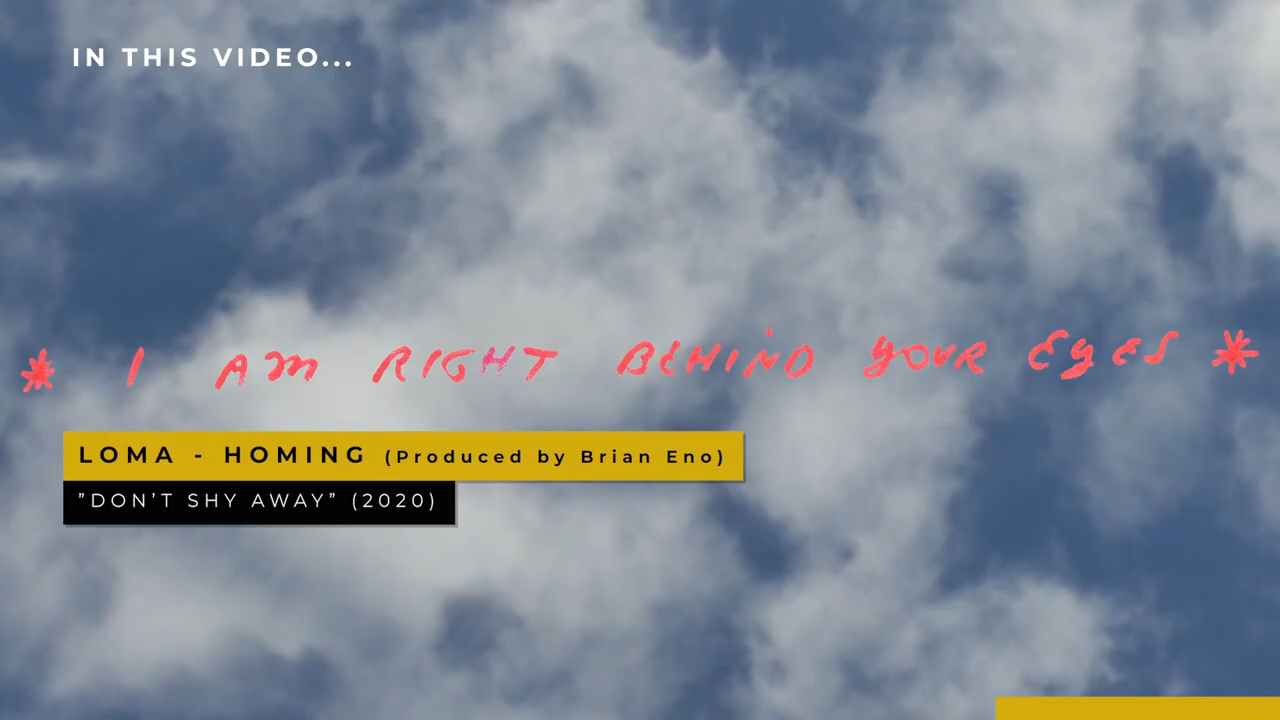 IN THIS VIDEO...
* I AM RIGHT BEHIND YOUR EYES *
LOMA - HOMING (Produced by Brian Eno)
"DON'T SHY AWAY" (2020)